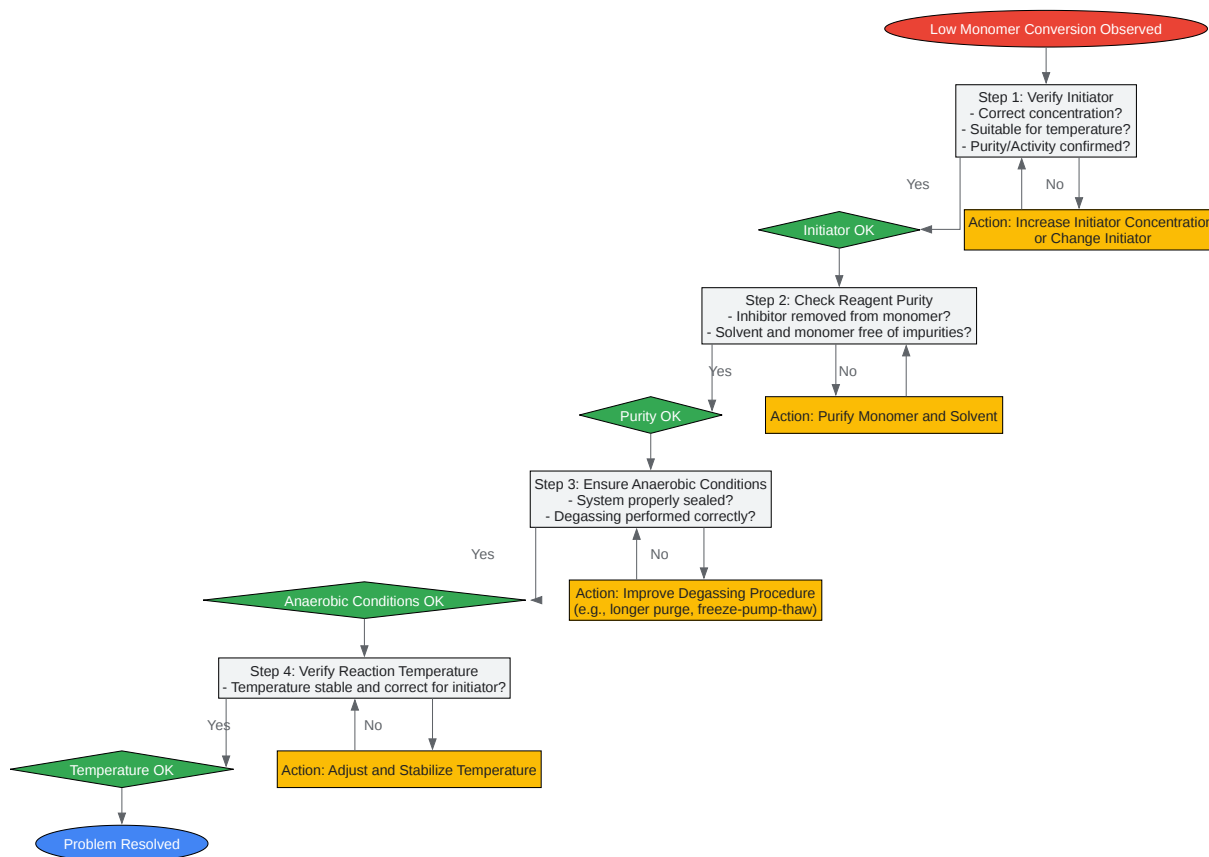 Low Monomer Conversion Observed
Step 1: Verify Initiator
- Correct concentration?
- Suitable for temperature?
- Purity/Activity confirmed?
Yes
No
Action: Increase Initiator Concentration
or Change Initiator
Initiator OK
Step 2: Check Reagent Purity
- Inhibitor removed from monomer?
- Solvent and monomer free of impurities?
Yes
No
Action: Purify Monomer and Solvent
Purity OK
Step 3: Ensure Anaerobic Conditions
- System properly sealed?
- Degassing performed correctly?
Yes
No
Action: Improve Degassing Procedure
(e.g., longer purge, freeze-pump-thaw)
Anaerobic Conditions OK
Step 4: Verify Reaction Temperature
- Temperature stable and correct for initiator?
Yes
No
Action: Adjust and Stabilize Temperature
Temperature OK
Problem Resolved